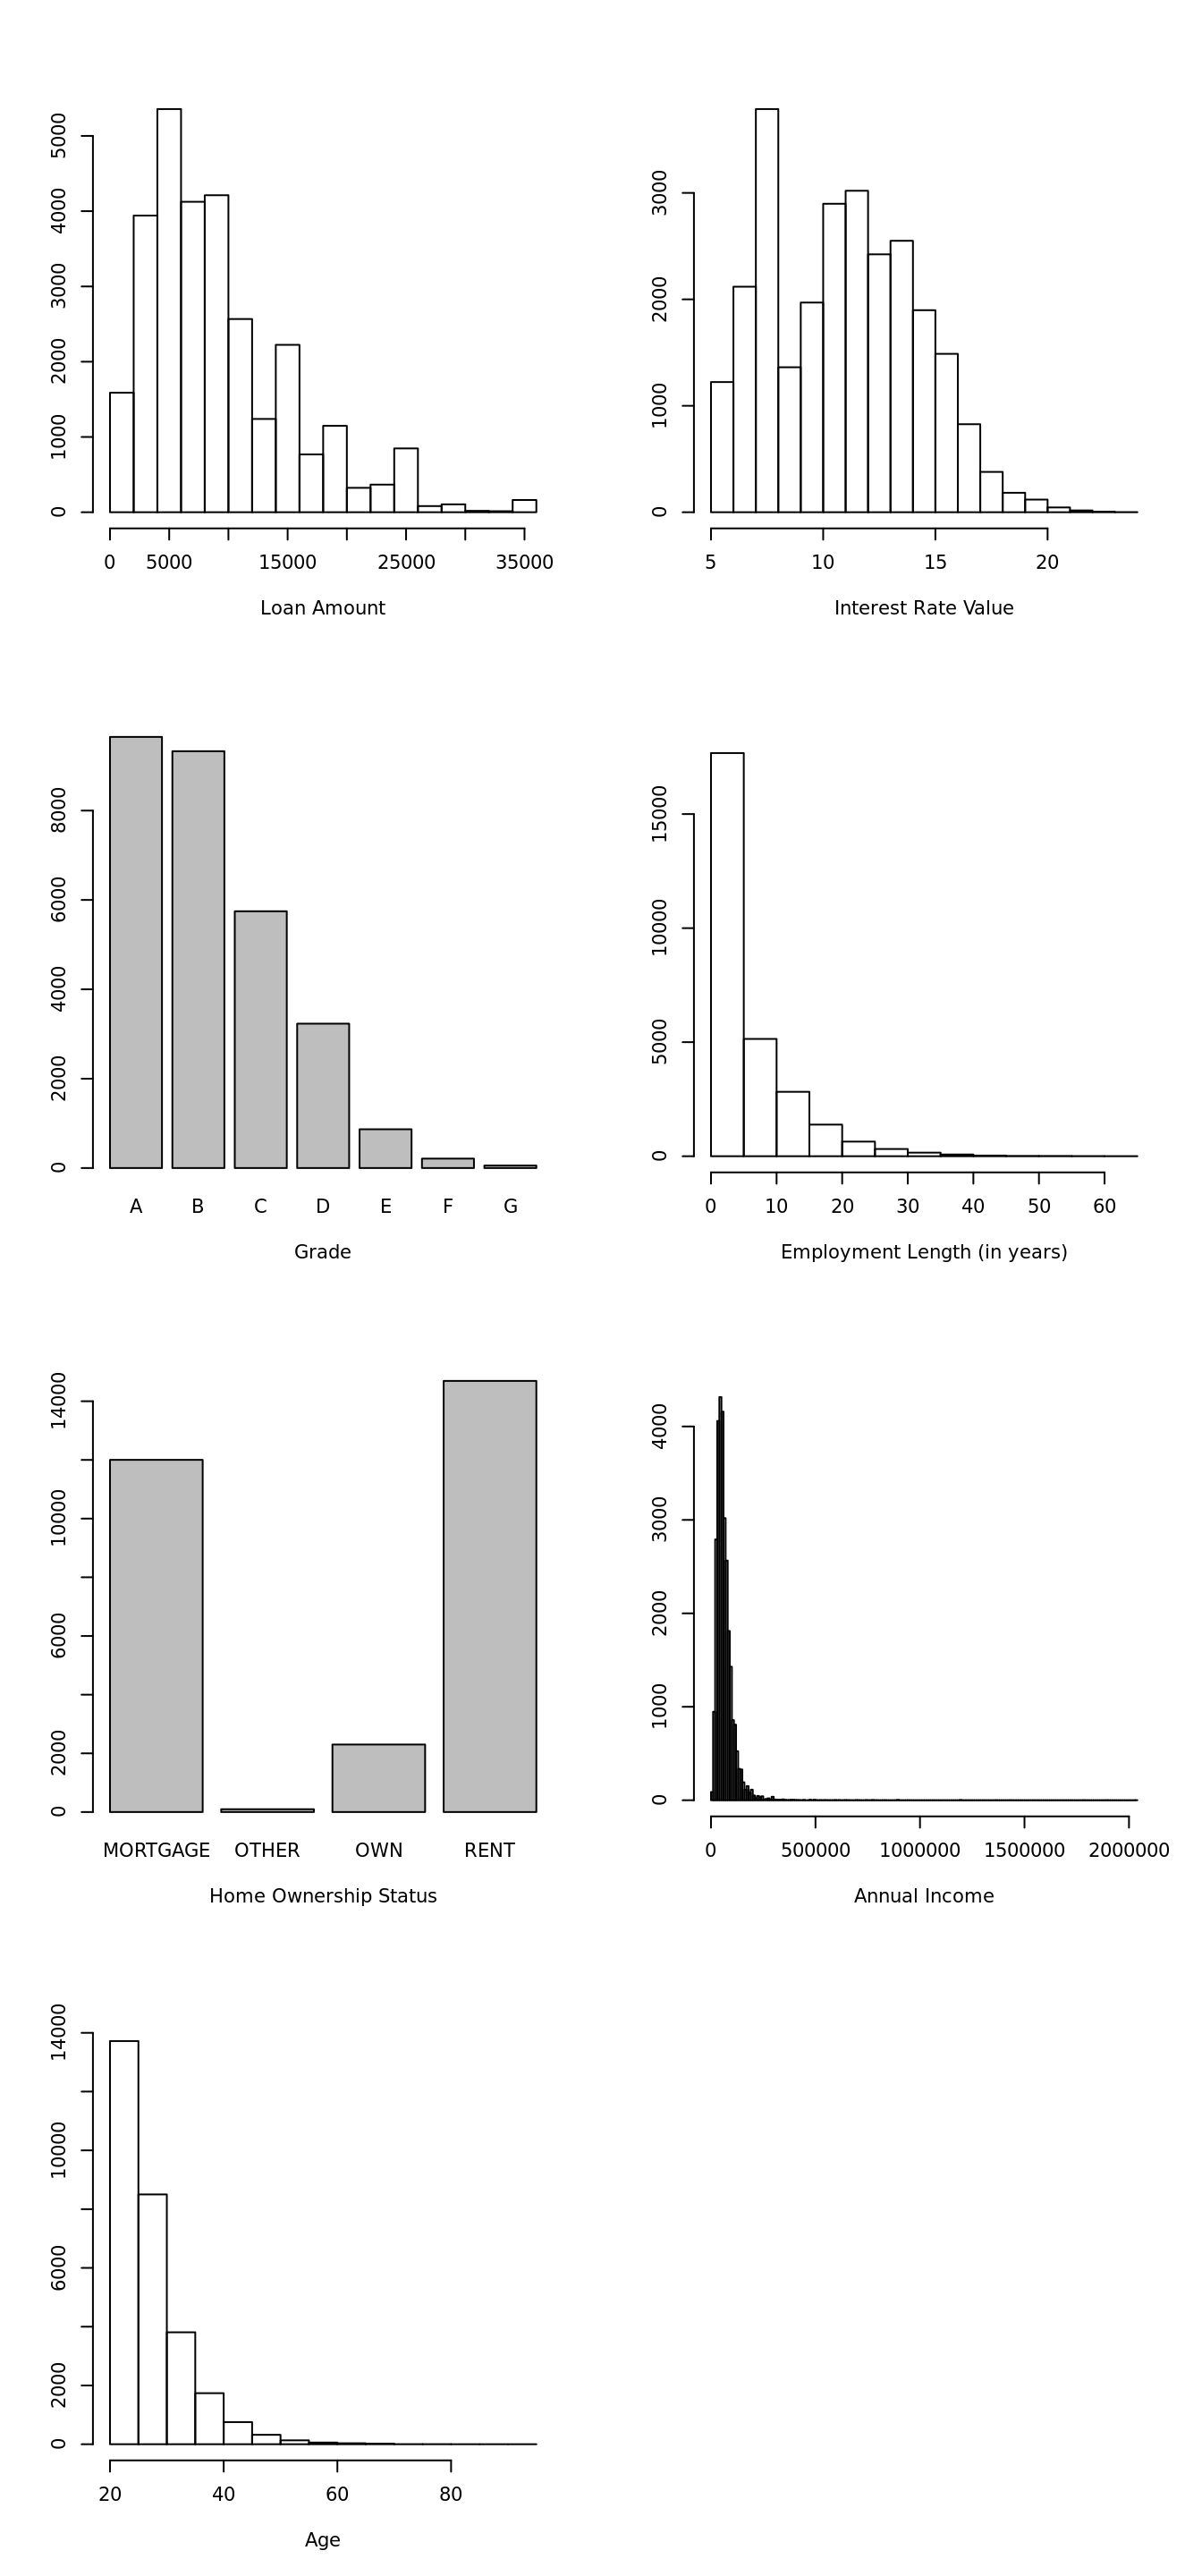 5000
4000
3000
2000
1000
0
0 5000 15000 25000 35000
Loan Amount
3000
2000
1000
0
5 10 15 20
Interest Rate Value
8000
6000
4000
2000
0
A B C D E F G
Grade
15000
10000
5000
0
0 10 20 30 40 50 60
Employment Length (in years)
14000
10000
6000
2000
0
MORTGAGE OTHER OWN RENT
Home Ownership Status
4000
3000
2000
1000
0
0 500000 1000000 1500000 2000000
Annual Income
14000
10000
6000
2000
0
20 40 60 80
Age